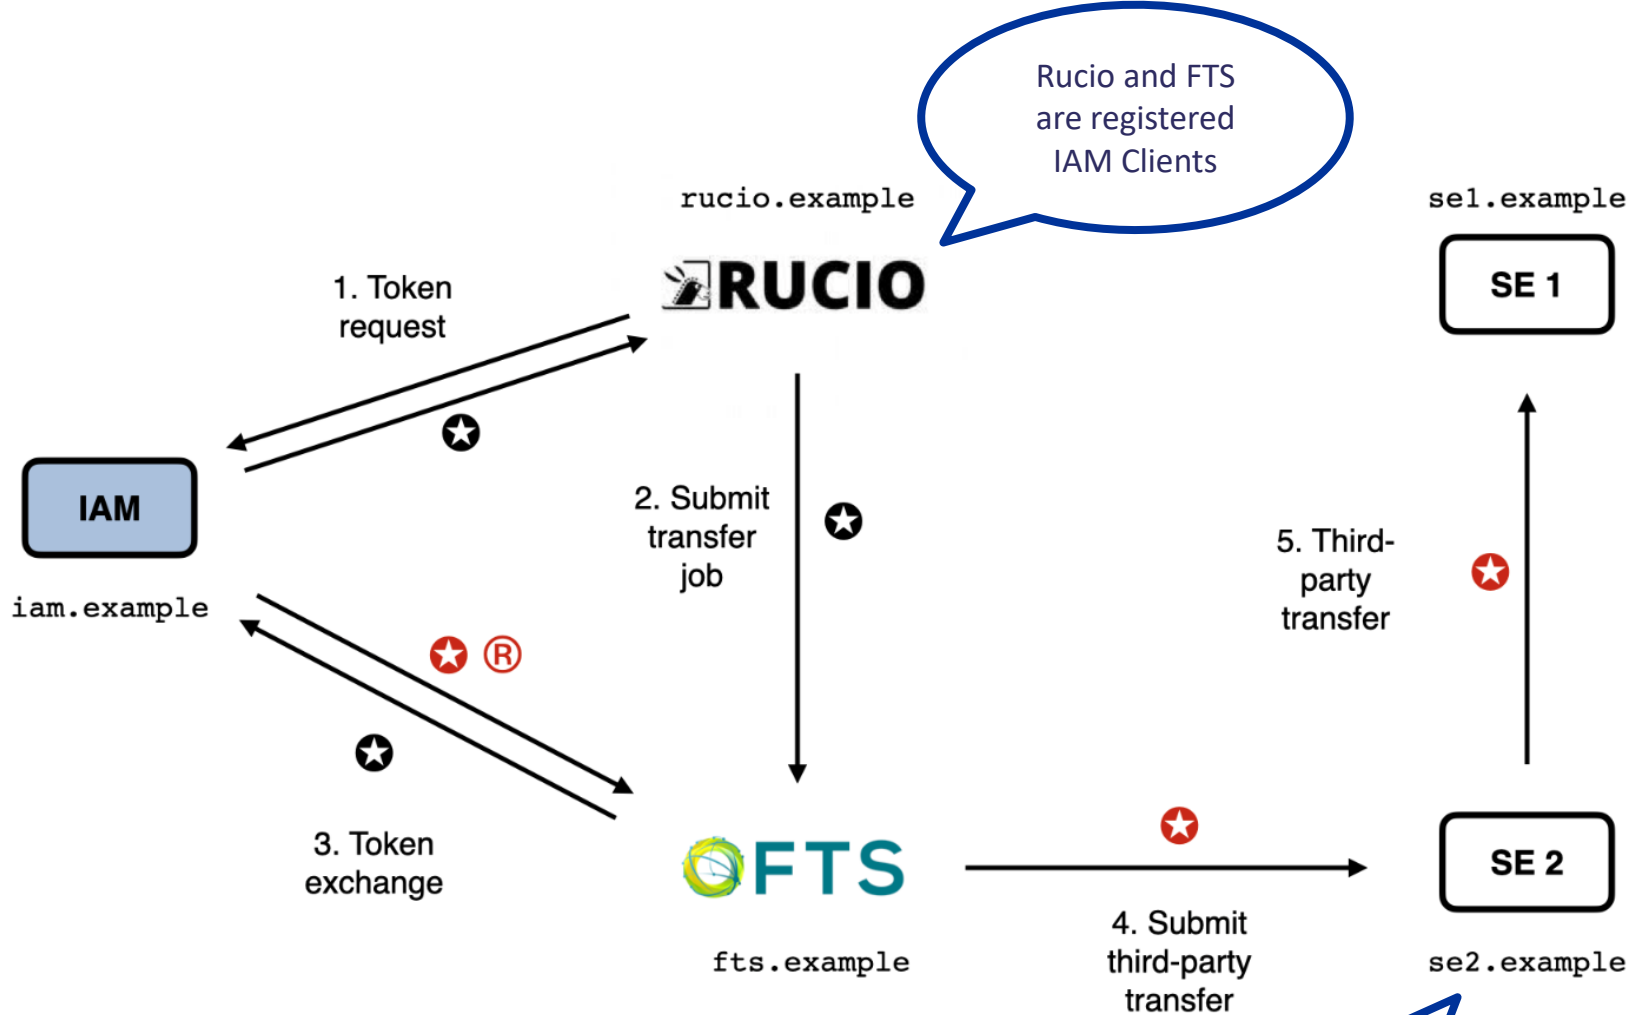 Rucio and FTS
are registered
IAM Clients
rucio.example
RUCIO
se1.example
SE 1
1. Token
request
IAM
iam.example
2. Submit
transfer
job
5. Third-
party
transfer
®
3. Token
exchange
FTS
fts.example
4. Submit
third-party
transfer
SE 2
se2.example